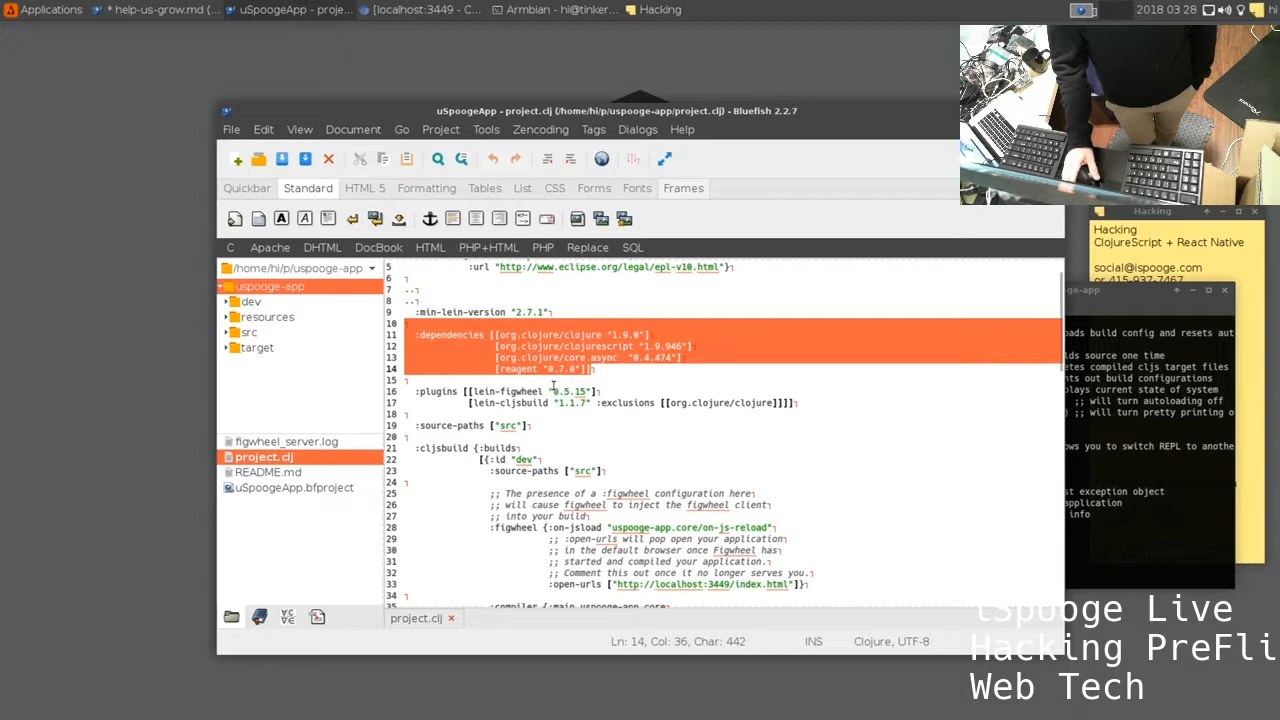 Applications * help-us-grow.md (... uSpoogeApp - proje... [localhost:3449 - C... Armbian - hi@tinker... Hacking 2018 03 28 hi
uSpoogeApp - project.clj (/home/hi/p/uspooge-app/project.clj) - Bluefish 2.2.7
File Edit View Document Go Project Tools Zencoding Tags Dialogs Help
Quickbar Standard HTML 5 Formatting Tables List CSS Forms Fonts Frames
C Apache DHTML DocBook HTML PHP+HTML PHP Replace SQL
/home/hi/p/uspooge-app
uspooge-app
dev
resources
src
target
figwheel_server.log
project.clj
README.md
uSpoogeApp.bfproject
5 :url "http://www.eclipse.org/legal/epl-v10.html"}
6
7 ..
8 ..
9 :min-lein-version "2.7.1"
10
11 :dependencies [[org.clojure/clojure "1.9.0"]
12 [org.clojure/clojurescript "1.9.946"]
13 [org.clojure/core.async "0.4.474"]
14 [reagent "0.7.0"]]
15
16 :plugins [[lein-figwheel "0.5.15"]
17 [lein-cljsbuild "1.1.7" :exclusions [[org.clojure/clojure]]]]
18
19 :source-paths ["src"]
20
21 :cljsbuild {:builds
22 [{:id "dev"
23 :source-paths ["src"]
24
25 ;; The presence of a :figwheel configuration here
26 ;; will cause figwheel to inject the figwheel client
27 ;; into your build
28 :figwheel {:on-jsload "uspooge-app.core/on-js-reload"
29 ;; :open-urls will pop open your application
30 ;; in the default browser once Figwheel has
31 ;; started and compiled your application.
32 ;; Comment this out once it no longer serves you.
33 :open-urls ["http://localhost:3449/index.html"]}
34
35 :compiler {:main uspooge-app.core
project.clj
Ln: 14, Col: 36, Char: 442 INS Clojure, UTF-8
Hacking
Hacking
ClojureScript + React Native
social@ispooge.com
or 415-937-7467
ge-app
oads build config and resets aut
lds source one time
etes compiled cljs target files
nts out build configurations
plays current state of system
) ;; will turn autoloading off
) ;; will turn pretty printing o
ows you to switch REPL to anothe
st exception object
application
info
iSpooge Live
Hacking PreFli
Web Tech